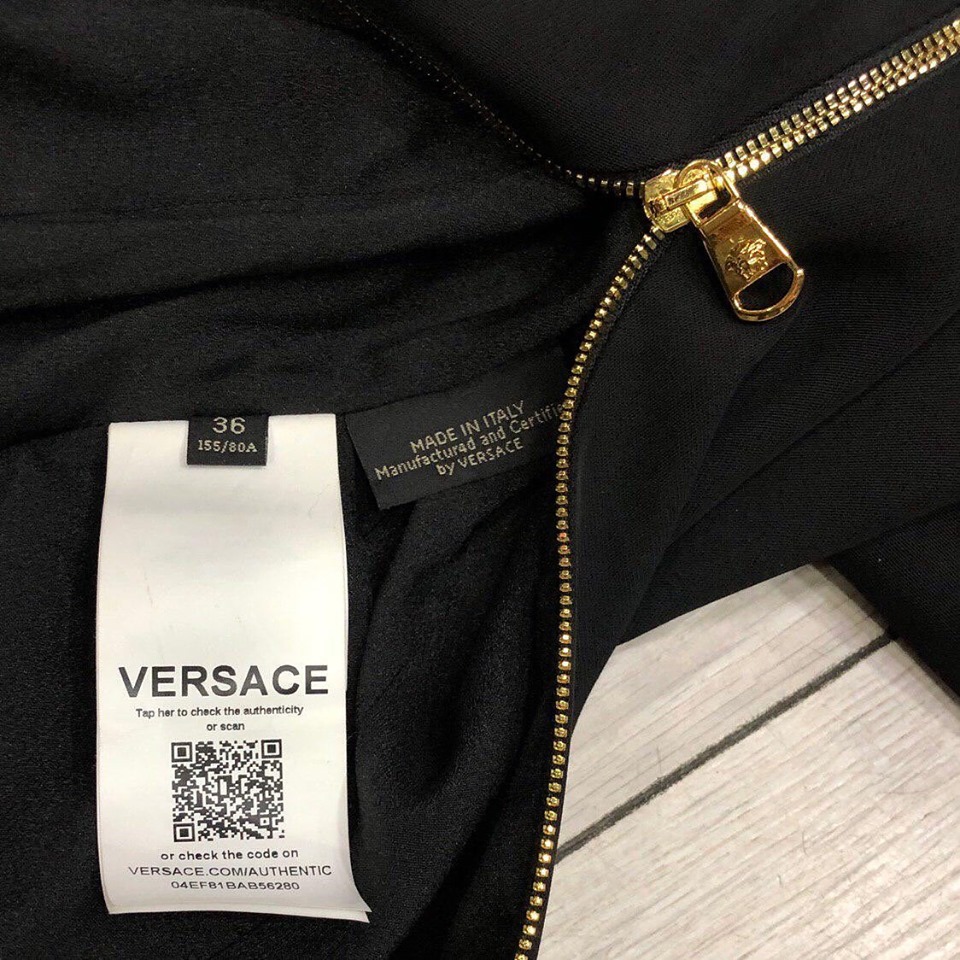 36
155/80A
MADE IN ITALY
Manufactur4d and Certifi
by VERSACE
VERSACE
Tap her to check the authenticity
or scan
or check the code on
VERSACE.COM/AUTHENTIC
04EF81BAB56280